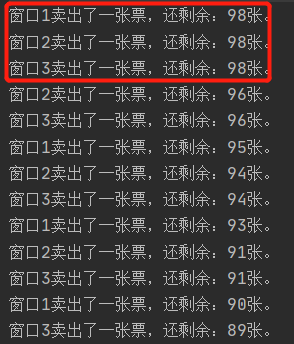 窗口1卖出了一张票，还剩余：98张。
窗口2卖出了一张票，还剩余：98张。
窗口3卖出了一张票，还剩余：98张。
窗口2卖出了一张票，还剩余：96张。
窗口3卖出了一张票，还剩余：96张。
窗口1卖出了一张票，还剩余：95张。
窗口2卖出了一张票，还剩余：94张。
窗口3卖出了一张票，还剩余：94张。
窗口1卖出了一张票，还剩余：93张。
窗口2卖出了一张票，还剩余：91张。
窗口3卖出了一张票，还剩余：91张。
窗口1卖出了一张票，还剩余：90张。
窗口3卖出了一张票，还剩余：89张。